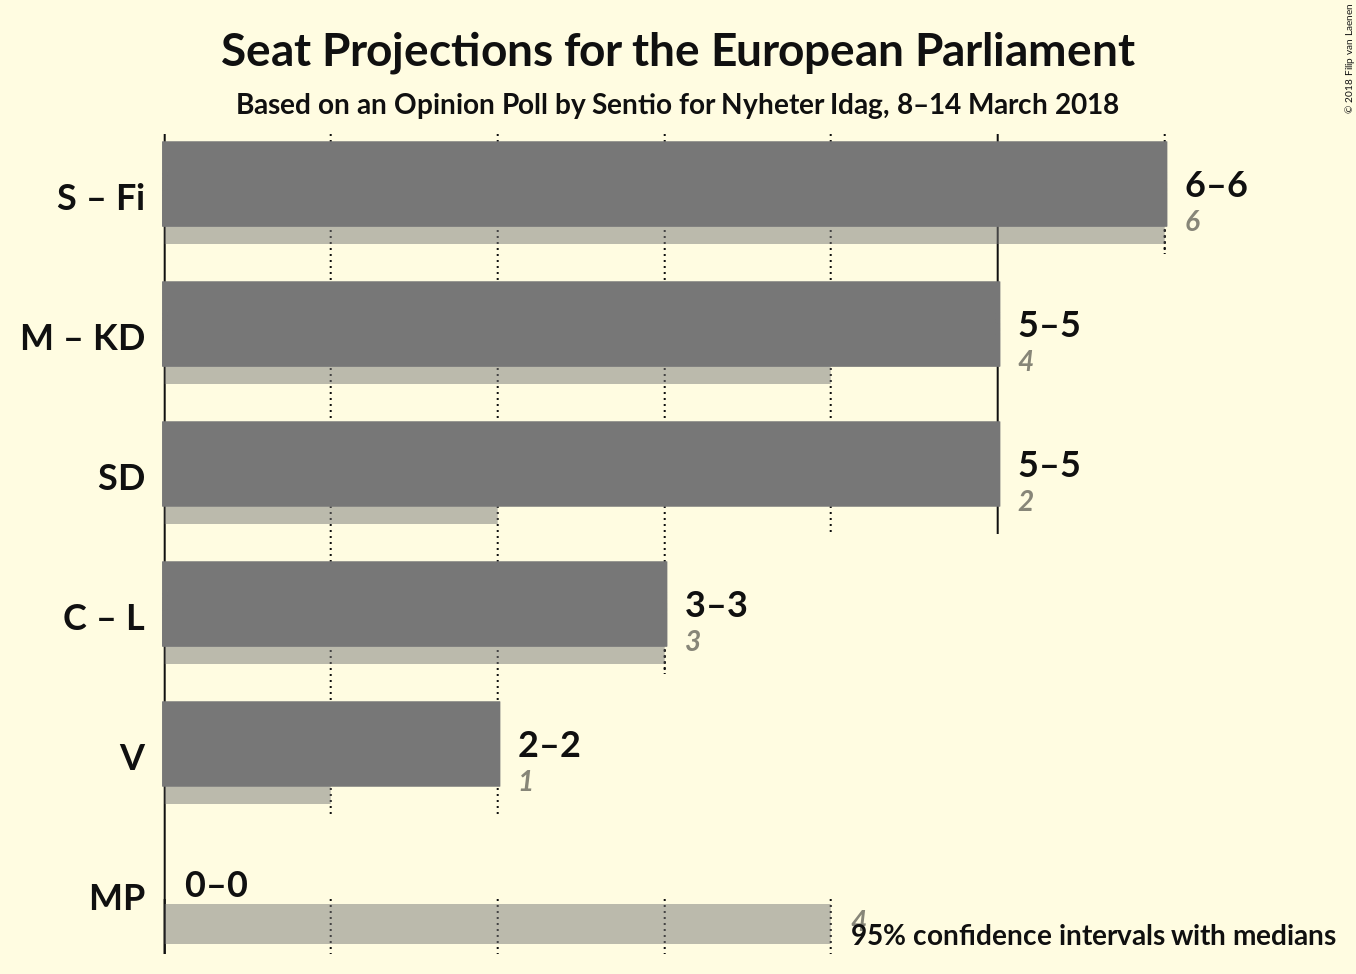 Seat Projections for the European Parliament
Based on an Opinion Poll by Sentio for Nyheter Idag, 8–14 March 2018
© 2018 Filip van Laenen
S – Fi
6–6
6
M – KD
5–5
4
SD
5–5
2
C – L
3–3
3
V
2–2
1
MP
0–0
4
95% confidence intervals with medians